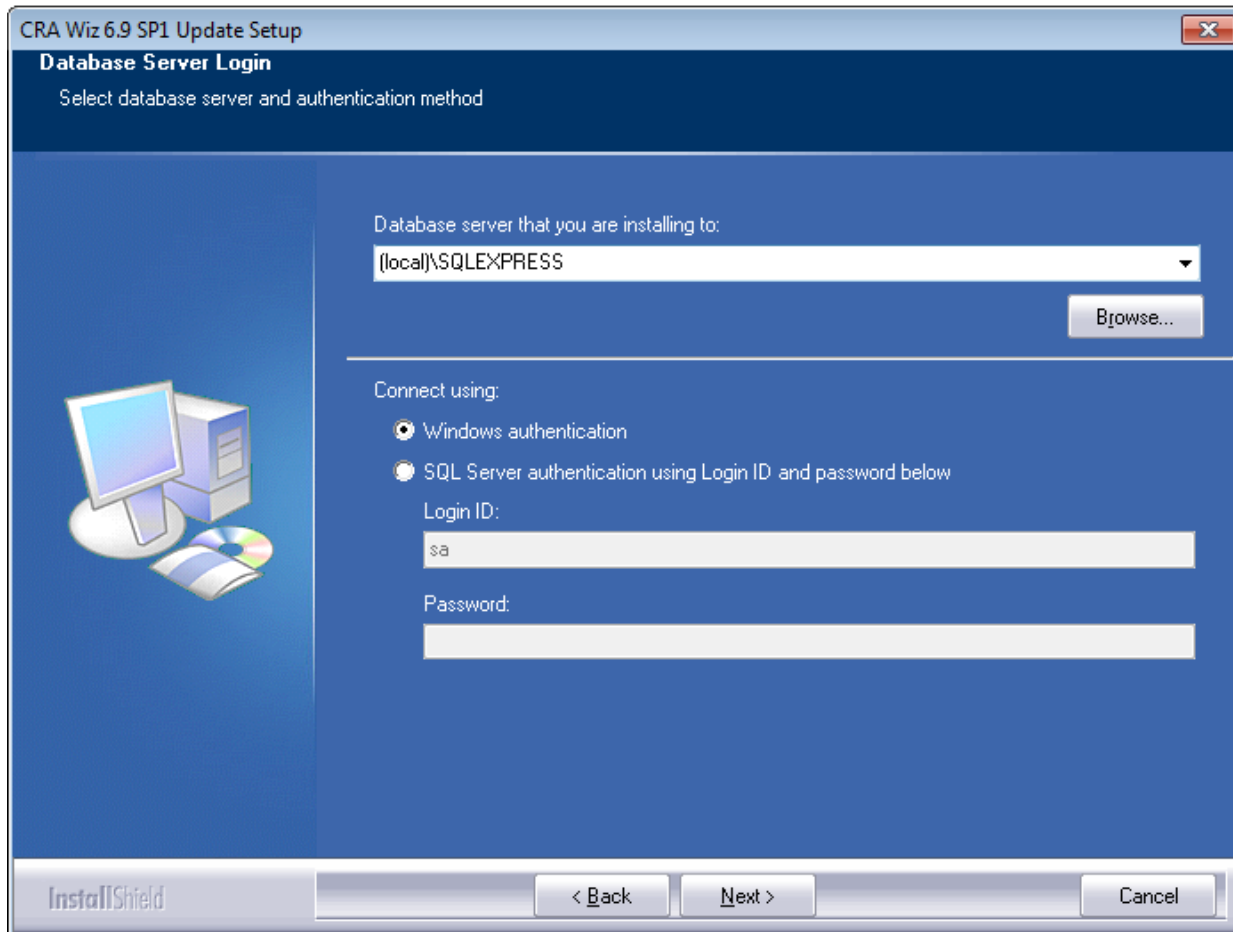 CRA Wiz 6.9 SP1 Update Setup
Database Server Login
Select database server and authentication method
Database server that you are installing to:
(local)\SQLEXPRESS
Browse...
Connect using:
Windows authentication
SQL Server authentication using Login ID and password below
Login ID:
sa
Password:
InstallShield
< Back
Next >
Cancel